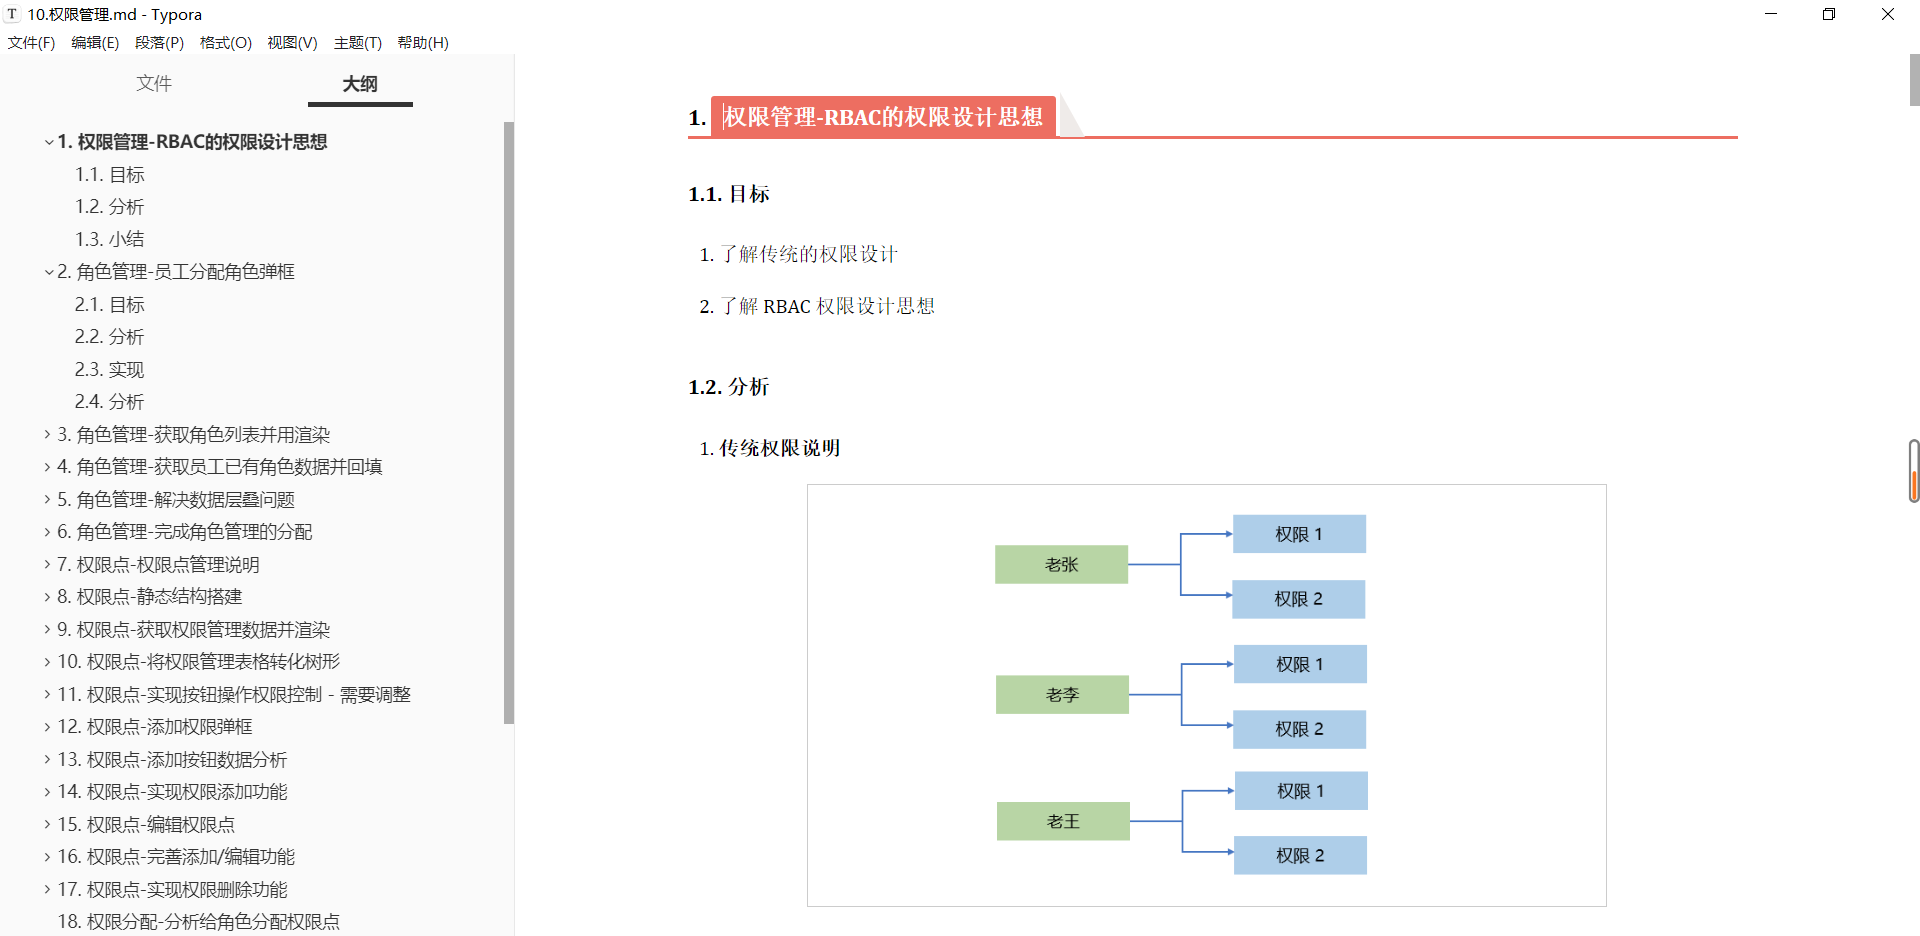 10.权限管理.md - Typora
文件(F) 编辑(E) 段落(P) 格式(O) 视图(V) 主题(T) 帮助(H)
文件 大纲
1. 权限管理-RBAC的权限设计思想
1.1. 目标
1.2. 分析
1.3. 小结
2. 角色管理-员工分配角色弹框
2.1. 目标
2.2. 分析
2.3. 实现
2.4. 分析
3. 角色管理-获取角色列表并用渲染
4. 角色管理-获取员工已有角色数据并回填
5. 角色管理-解决数据层叠问题
6. 角色管理-完成角色管理的分配
7. 权限点-权限点管理说明
8. 权限点-静态结构搭建
9. 权限点-获取权限管理数据并渲染
10. 权限点-将权限管理表格转化树形
11. 权限点-实现按钮操作权限控制 - 需要调整
12. 权限点-添加权限弹框
13. 权限点-添加按钮数据分析
14. 权限点-实现权限添加功能
15. 权限点-编辑权限点
16. 权限点-完善添加/编辑功能
17. 权限点-实现权限删除功能
18. 权限分配-分析给角色分配权限点
1. 权限管理-RBAC的权限设计思想
1.1. 目标
1. 了解传统的权限设计
2. 了解 RBAC 权限设计思想
1.2. 分析
1. 传统权限说明
老张
权限 1
权限 2
老李
权限 1
权限 2
老王
权限 1
权限 2